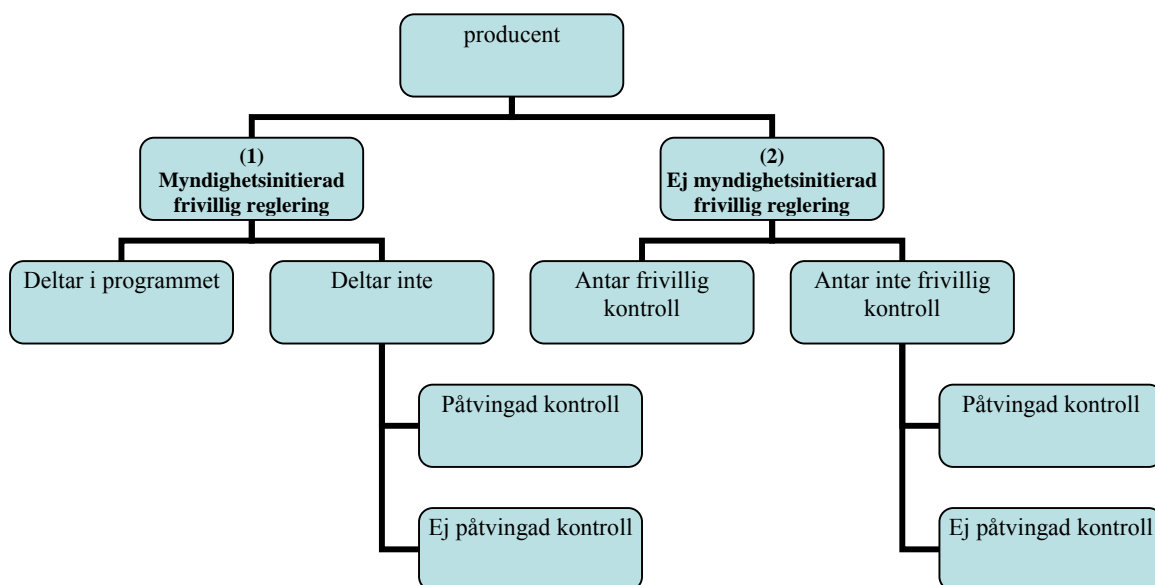 producent
(1)
Myndighetsinitierad
frivillig reglering
(2)
Ej myndighetsinitierad
frivillig reglering
Deltar i programmet
Deltar inte
Antar frivillig
kontroll
Antar inte frivillig
kontroll
Påtvingad kontroll
Påtvingad kontroll
Ej påtvingad kontroll
Ej påtvingad kontroll